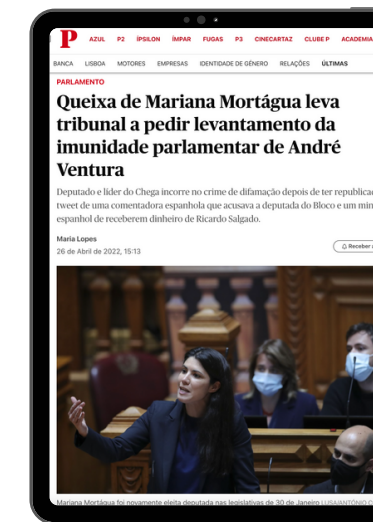 P AZUL P2 ÍPSILON ÍMPAR FUGAS P3 CINECARTAZ CLUBE P ACADEMIA
BANCA LISBOA MOTORES EMPRESAS IDENTIDADE DE GÉNERO RELAÇÕES ÚLTIMAS
PARLAMENTO
Queixa de Mariana Mortágua leva
tribunal a pedir levantamento da
imunidade parlamentar de André
Ventura
Deputado e líder do Chega incorre no crime de difamação depois de ter republica
tweet de uma comentadora espanhola que acusava a deputada do Bloco e um min
espanhol de receberem dinheiro de Ricardo Salgado.
Maria Lopes
26 de Abril de 2022, 15:13
Receber
Mariana Mortágua foi novamente eleita deputada nas legislativas de 30 de Janeiro LUSA/ANTÓNIO